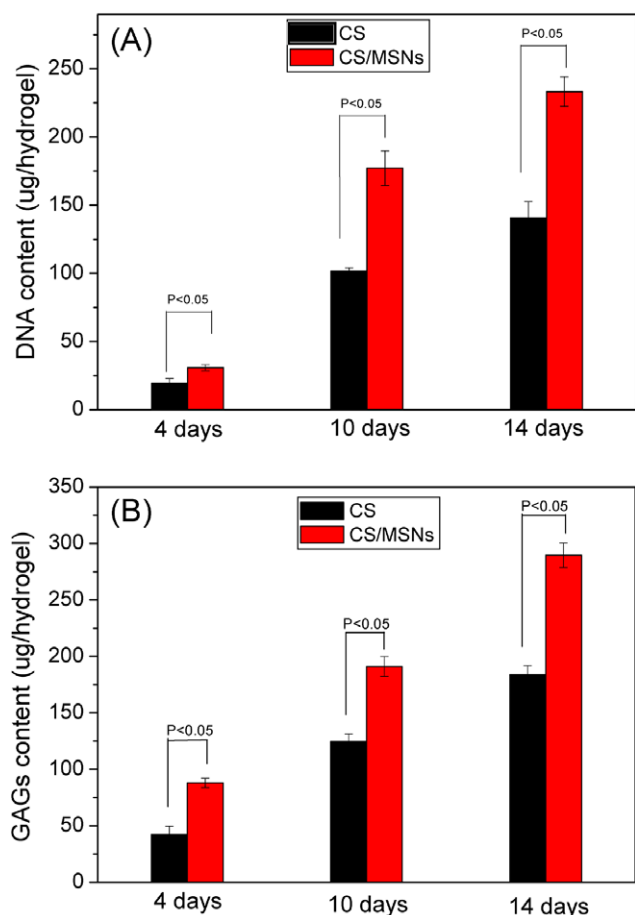 (A)
CS
CS/MSNs
P<0.05
P<0.05
P<0.05
250
200
150
100
50
0
DNA content (ug/hydrogel)
4 days
10 days
14 days
(B)
CS
CS/MSNs
P<0.05
P<0.05
P<0.05
350
300
250
200
150
100
50
0
GAGs content (ug/hydrogel)
4 days
10 days
14 days